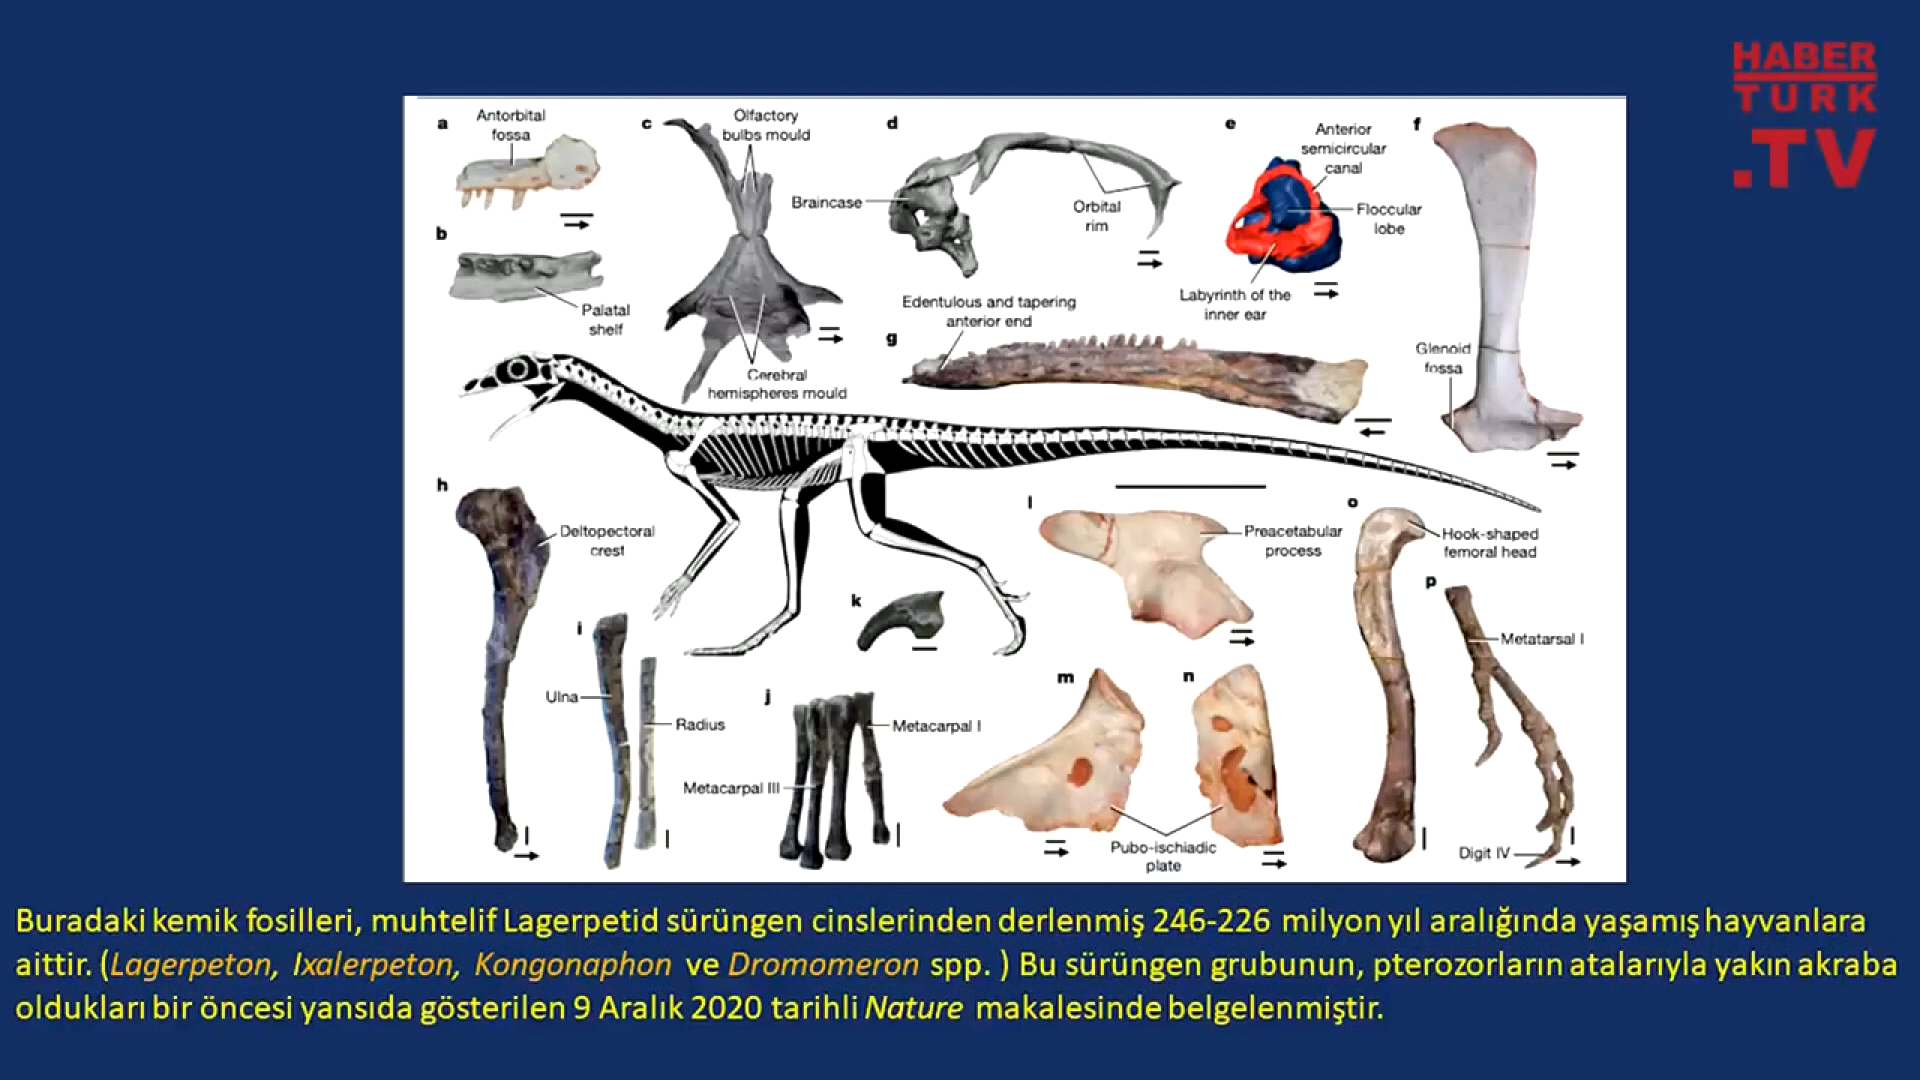 HABER
TURK
.TV
a
Antorbital
fossa
b
Palatal
shelf
c
Olfactory
bulbs mould
Cerebral
hemispheres mould
d
Braincase
Orbital
rim
e
Anterior
semicircular
canal
Floccular
lobe
Labyrinth of the
inner ear
f
Glenoid
fossa
g
Edentulous and tapering
anterior end
h
Deltopectoral
crest
i
Ulna
Radius
j
Metacarpal I
Metacarpal III
k
l
Preacetabular
process
m
n
Pubo-ischiadic
plate
o
Hook-shaped
femoral head
p
Metatarsal I
Digit IV
Buradaki kemik fosilleri, muhtelif Lagerpetid sürüngen cinslerinden derlenmiş 246-226 milyon yıl aralığında yaşamış hayvanlara
aittir. (Lagerpeton, Ixalerpeton, Kongonaphon ve Dromomeron spp. ) Bu sürüngen grubunun, pterozorların atalarıyla yakın akraba
oldukları bir öncesi yansıda gösterilen 9 Aralık 2020 tarihli Nature makalesinde belgelenmiştir.